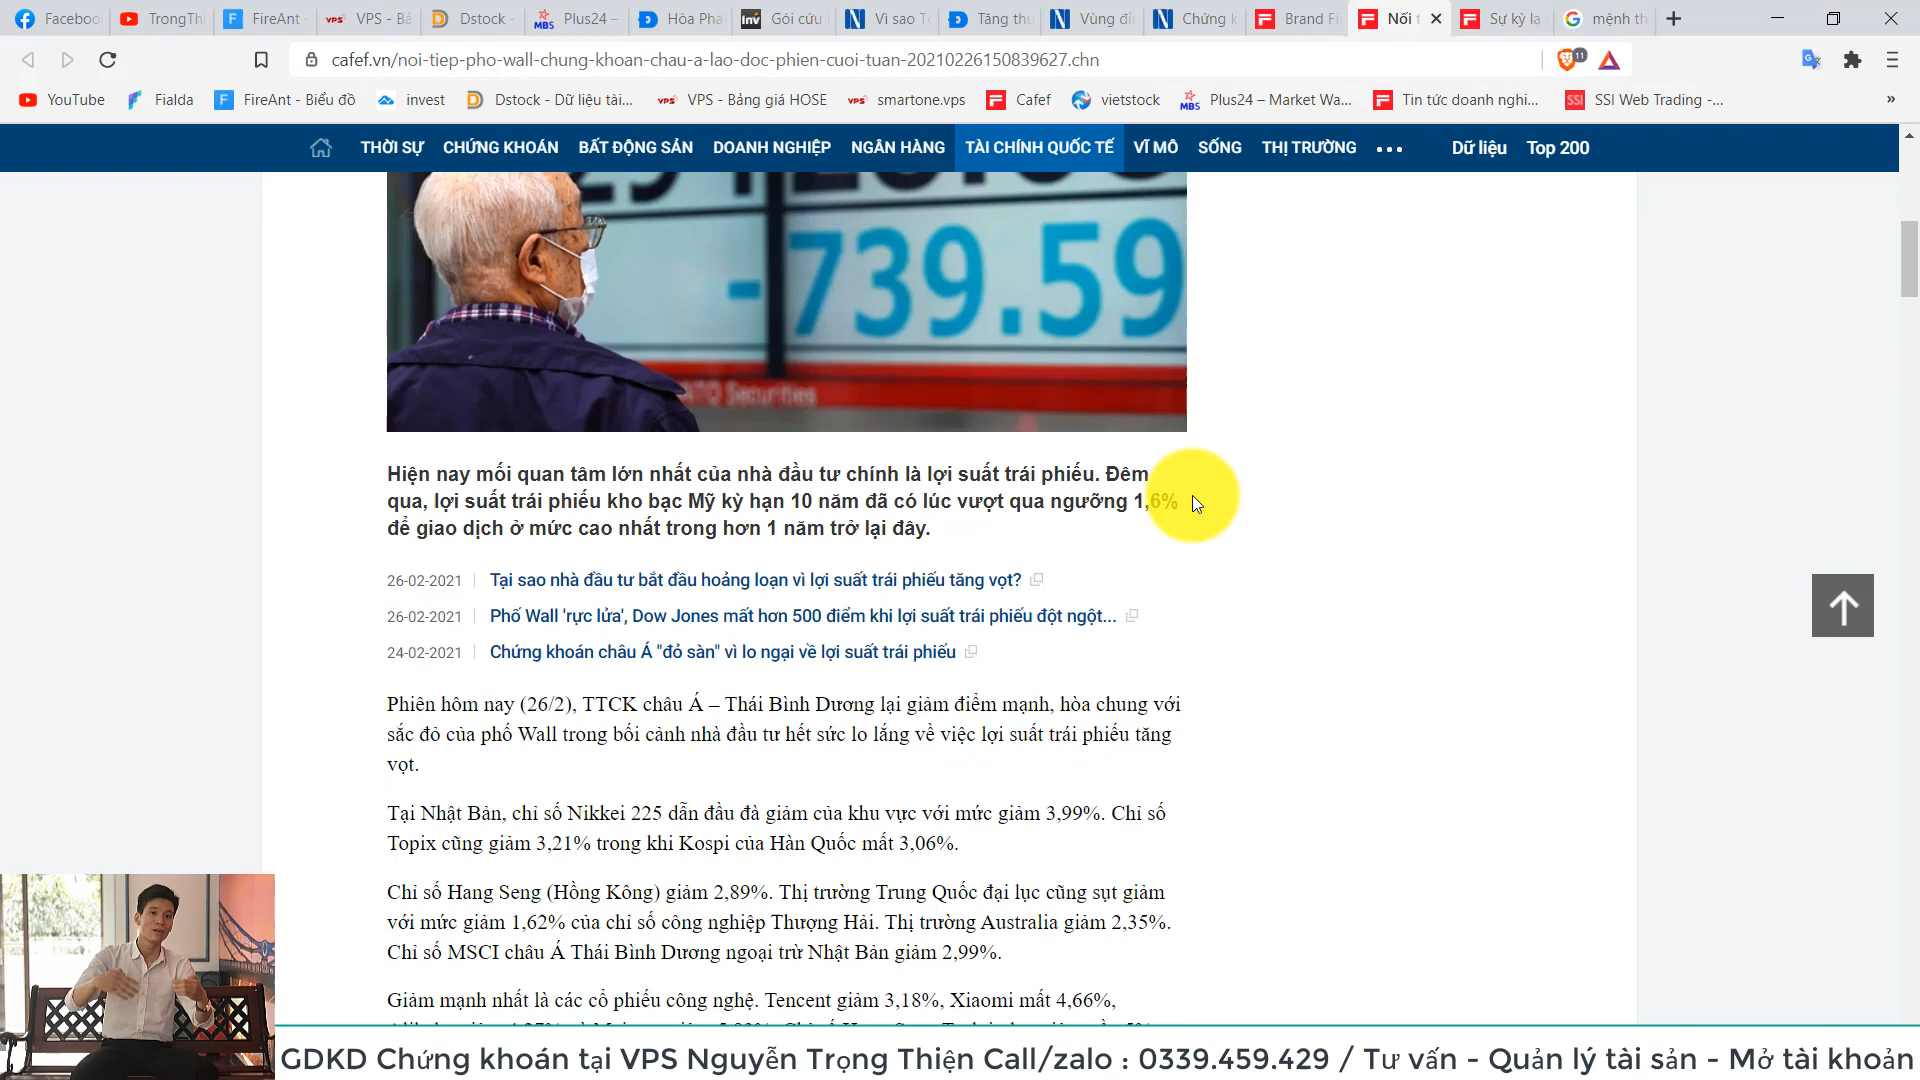 Faceboo
TrongThi
FireAnt -
VPS - Bả
Dstock -
Plus24 –
Hòa Phá
Gói cứu t
Vì sao Tổ
Tăng thu
Vùng đỉn
Chứng k
Brand Fi
Nối t
Sự kỳ lạ
mệnh th
cafef.vn/noi-tiep-pho-wall-chung-khoan-chau-a-lao-doc-phien-cuoi-tuan-20210226150839627.chn
11
YouTube
Fialda
FireAnt - Biểu đồ
invest
Dstock - Dữ liệu tài...
VPS - Bảng giá HOSE
smartone.vps
Cafef
vietstock
Plus24 – Market Wa...
Tin tức doanh nghi...
SSI Web Trading -...
»
THỜI SỰ
CHỨNG KHOÁN
BẤT ĐỘNG SẢN
DOANH NGHIỆP
NGÂN HÀNG
TÀI CHÍNH QUỐC TẾ
VĨ MÔ
SỐNG
THỊ TRƯỜNG
•••
Dữ liệu
Top 200
-739.59
Securities
Hiện nay mối quan tâm lớn nhất của nhà đầu tư chính là lợi suất trái phiếu. Đêm
qua, lợi suất trái phiếu kho bạc Mỹ kỳ hạn 10 năm đã có lúc vượt qua ngưỡng 1,6%
để giao dịch ở mức cao nhất trong hơn 1 năm trở lại đây.
26-02-2021 Tại sao nhà đầu tư bắt đầu hoảng loạn vì lợi suất trái phiếu tăng vọt?
26-02-2021 Phố Wall 'rực lửa', Dow Jones mất hơn 500 điểm khi lợi suất trái phiếu đột ngột...
24-02-2021 Chứng khoán châu Á "đỏ sàn" vì lo ngại về lợi suất trái phiếu
Phiên hôm nay (26/2), TTCK châu Á – Thái Bình Dương lại giảm điểm mạnh, hòa chung với
sắc đỏ của phố Wall trong bối cảnh nhà đầu tư hết sức lo lắng về việc lợi suất trái phiếu tăng
vọt.
Tại Nhật Bản, chỉ số Nikkei 225 dẫn đầu đà giảm của khu vực với mức giảm 3,99%. Chỉ số
Topix cũng giảm 3,21% trong khi Kospi của Hàn Quốc mất 3,06%.
Chỉ số Hang Seng (Hồng Kông) giảm 2,89%. Thị trường Trung Quốc đại lục cũng sụt giảm
với mức giảm 1,62% của chỉ số công nghiệp Thượng Hải. Thị trường Australia giảm 2,35%.
Chỉ số MSCI châu Á Thái Bình Dương ngoại trừ Nhật Bản giảm 2,99%.
Giảm mạnh nhất là các cổ phiếu công nghệ. Tencent giảm 3,18%, Xiaomi mất 4,66%,
GDKD Chứng khoán tại VPS Nguyễn Trọng Thiện Call/zalo : 0339.459.429 / Tư vấn - Quản lý tài sản - Mở tài khoản